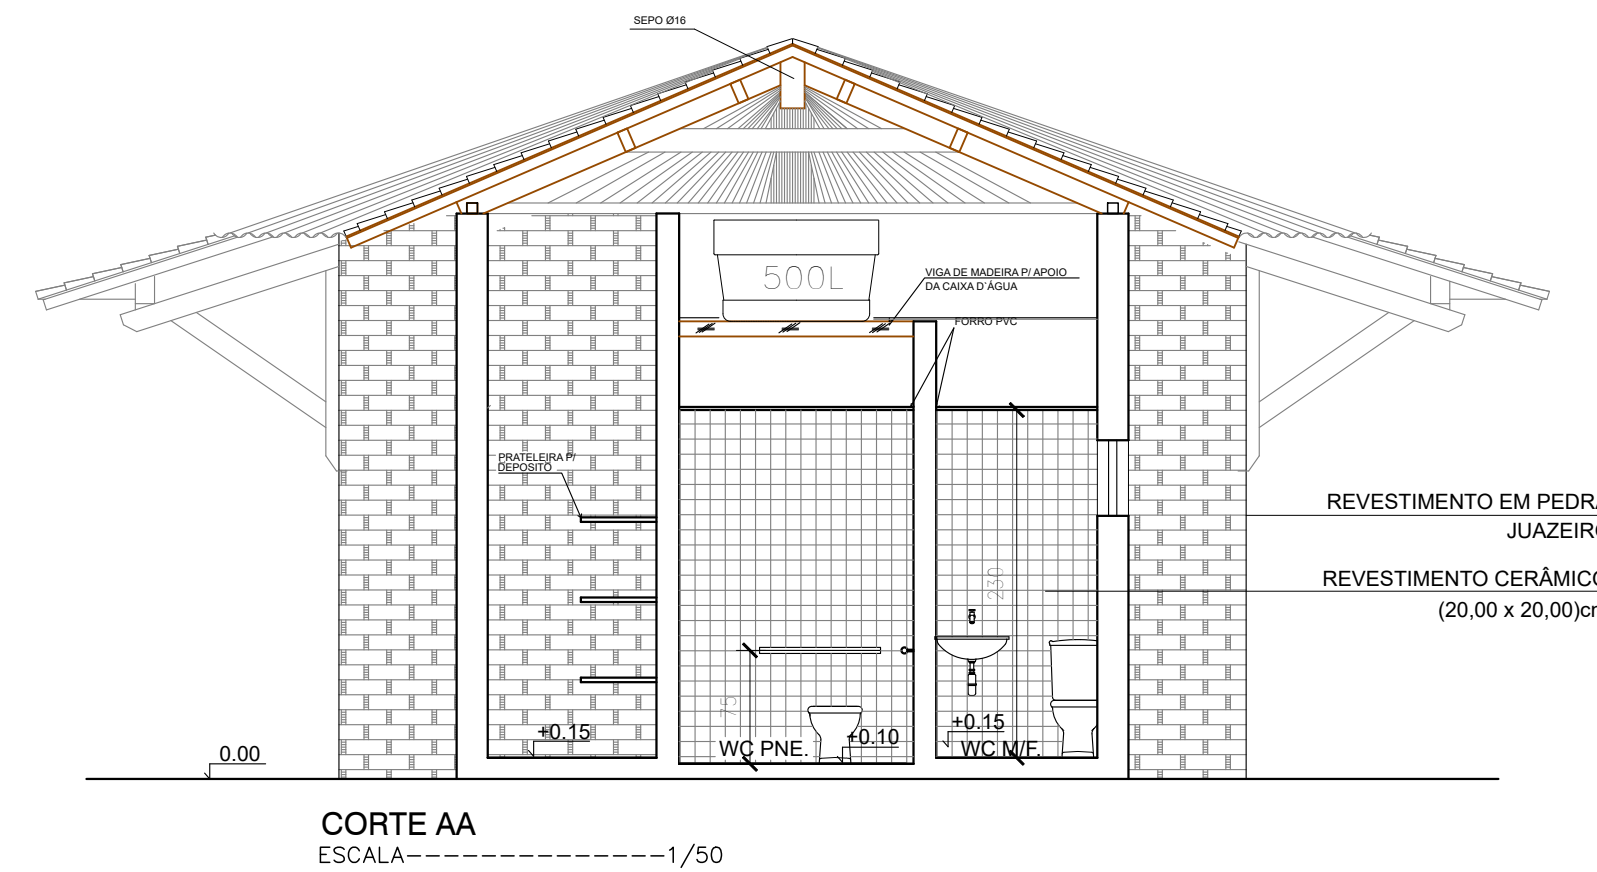 SEPO Ø16
500L
VIGA DE MADEIRA P/ APOIO
DA CAIXA D`ÁGUA
FORRO PVC
PRATELEIRA P/
DEPOSITO
REVESTIMENTO EM PEDRA
JUAZEIRO
230
REVESTIMENTO CERÂMICO
(20,00 x 20,00)cm
75
+0.15
WC PNE.
+0.10
+0.15
WC M/F.
0.00
CORTE AA
ESCALA--------------1/50